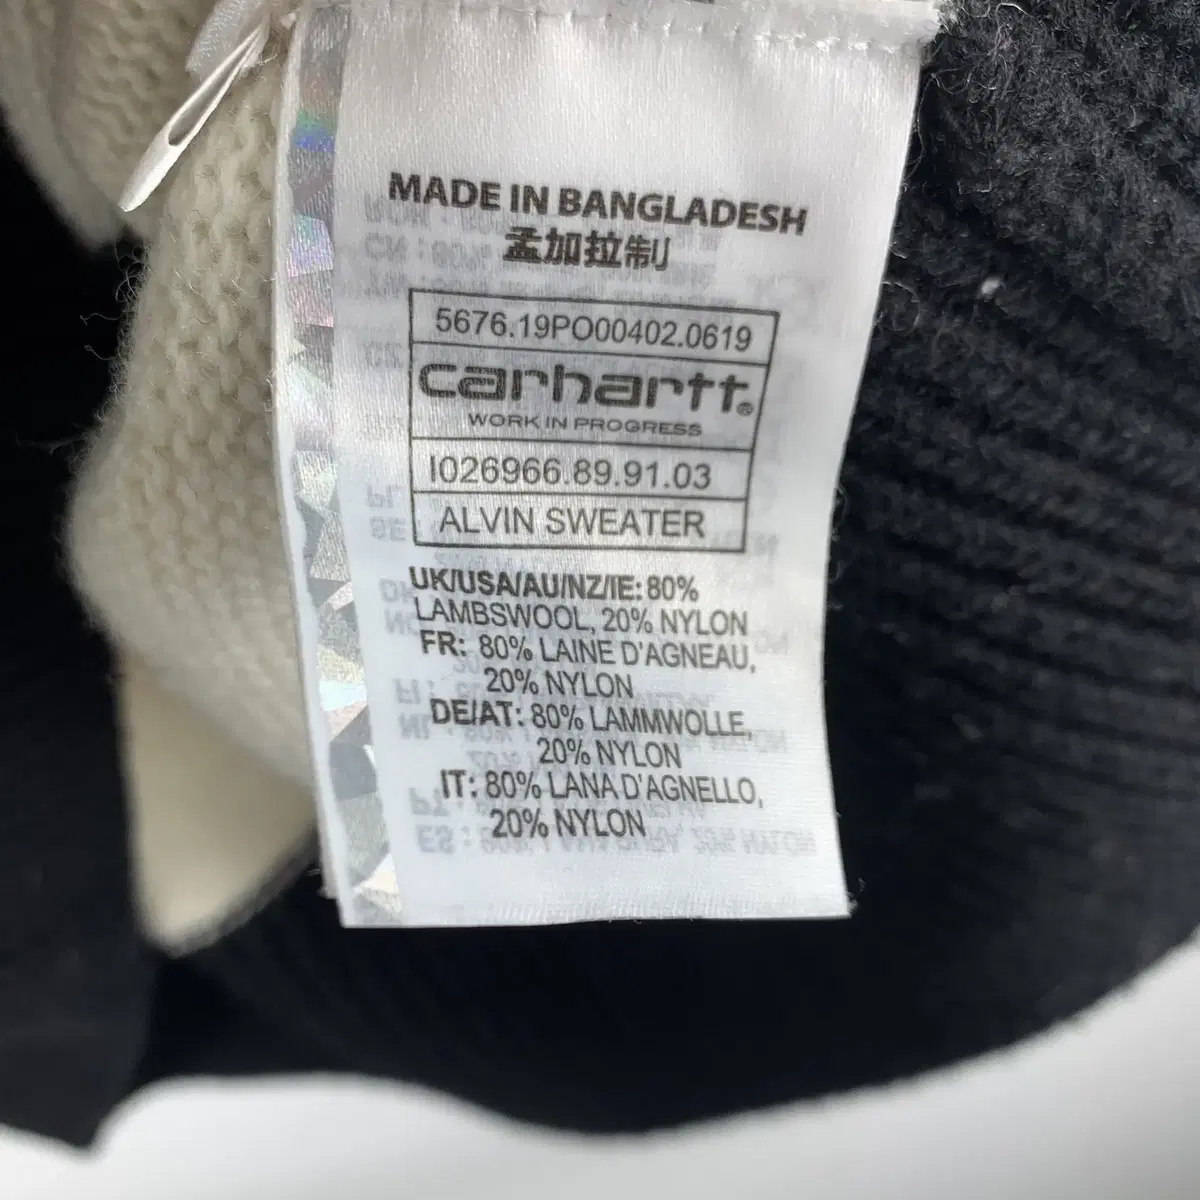 MADE IN BANGLADESH
孟加拉制
5676.19PO00402.0619
carhartt®
WORK IN PROGRESS
I026966.89.91.03
ALVIN SWEATER
UK/USA/AU/NZ/IE: 80%
LAMBSWOOL, 20% NYLON
FR: 80% LAINE D'AGNEAU,
20% NYLON
DE/AT: 80% LAMMWOLLE,
20% NYLON
IT: 80% LANA D'AGNELLO,
20% NYLON